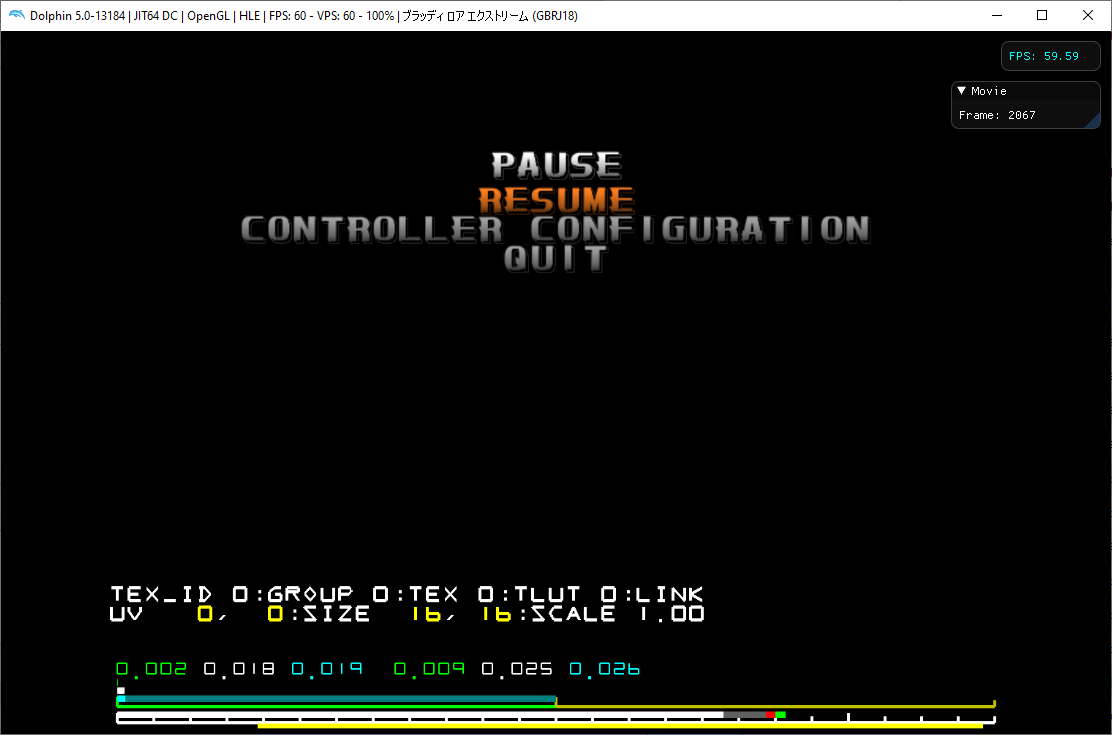 Dolphin 5.0-13184 | JIT64 DC | OpenGL | HLE | FPS: 60 - VPS: 60 - 100% | ブラッディ ロア エクストリーム (GBRJ18)
FPS: 59.59
▼ Movie
Frame: 2067
PAUSE
RESUME
CONTROLLER CONFIGURATION
QUIT
TEX_ID 0:GROUP 0:TEX 0:TLUT 0:LINK
UV 0, 0:SIZE 16, 16:SCALE 1.00
0.002 0.018 0.019 0.009 0.025 0.026